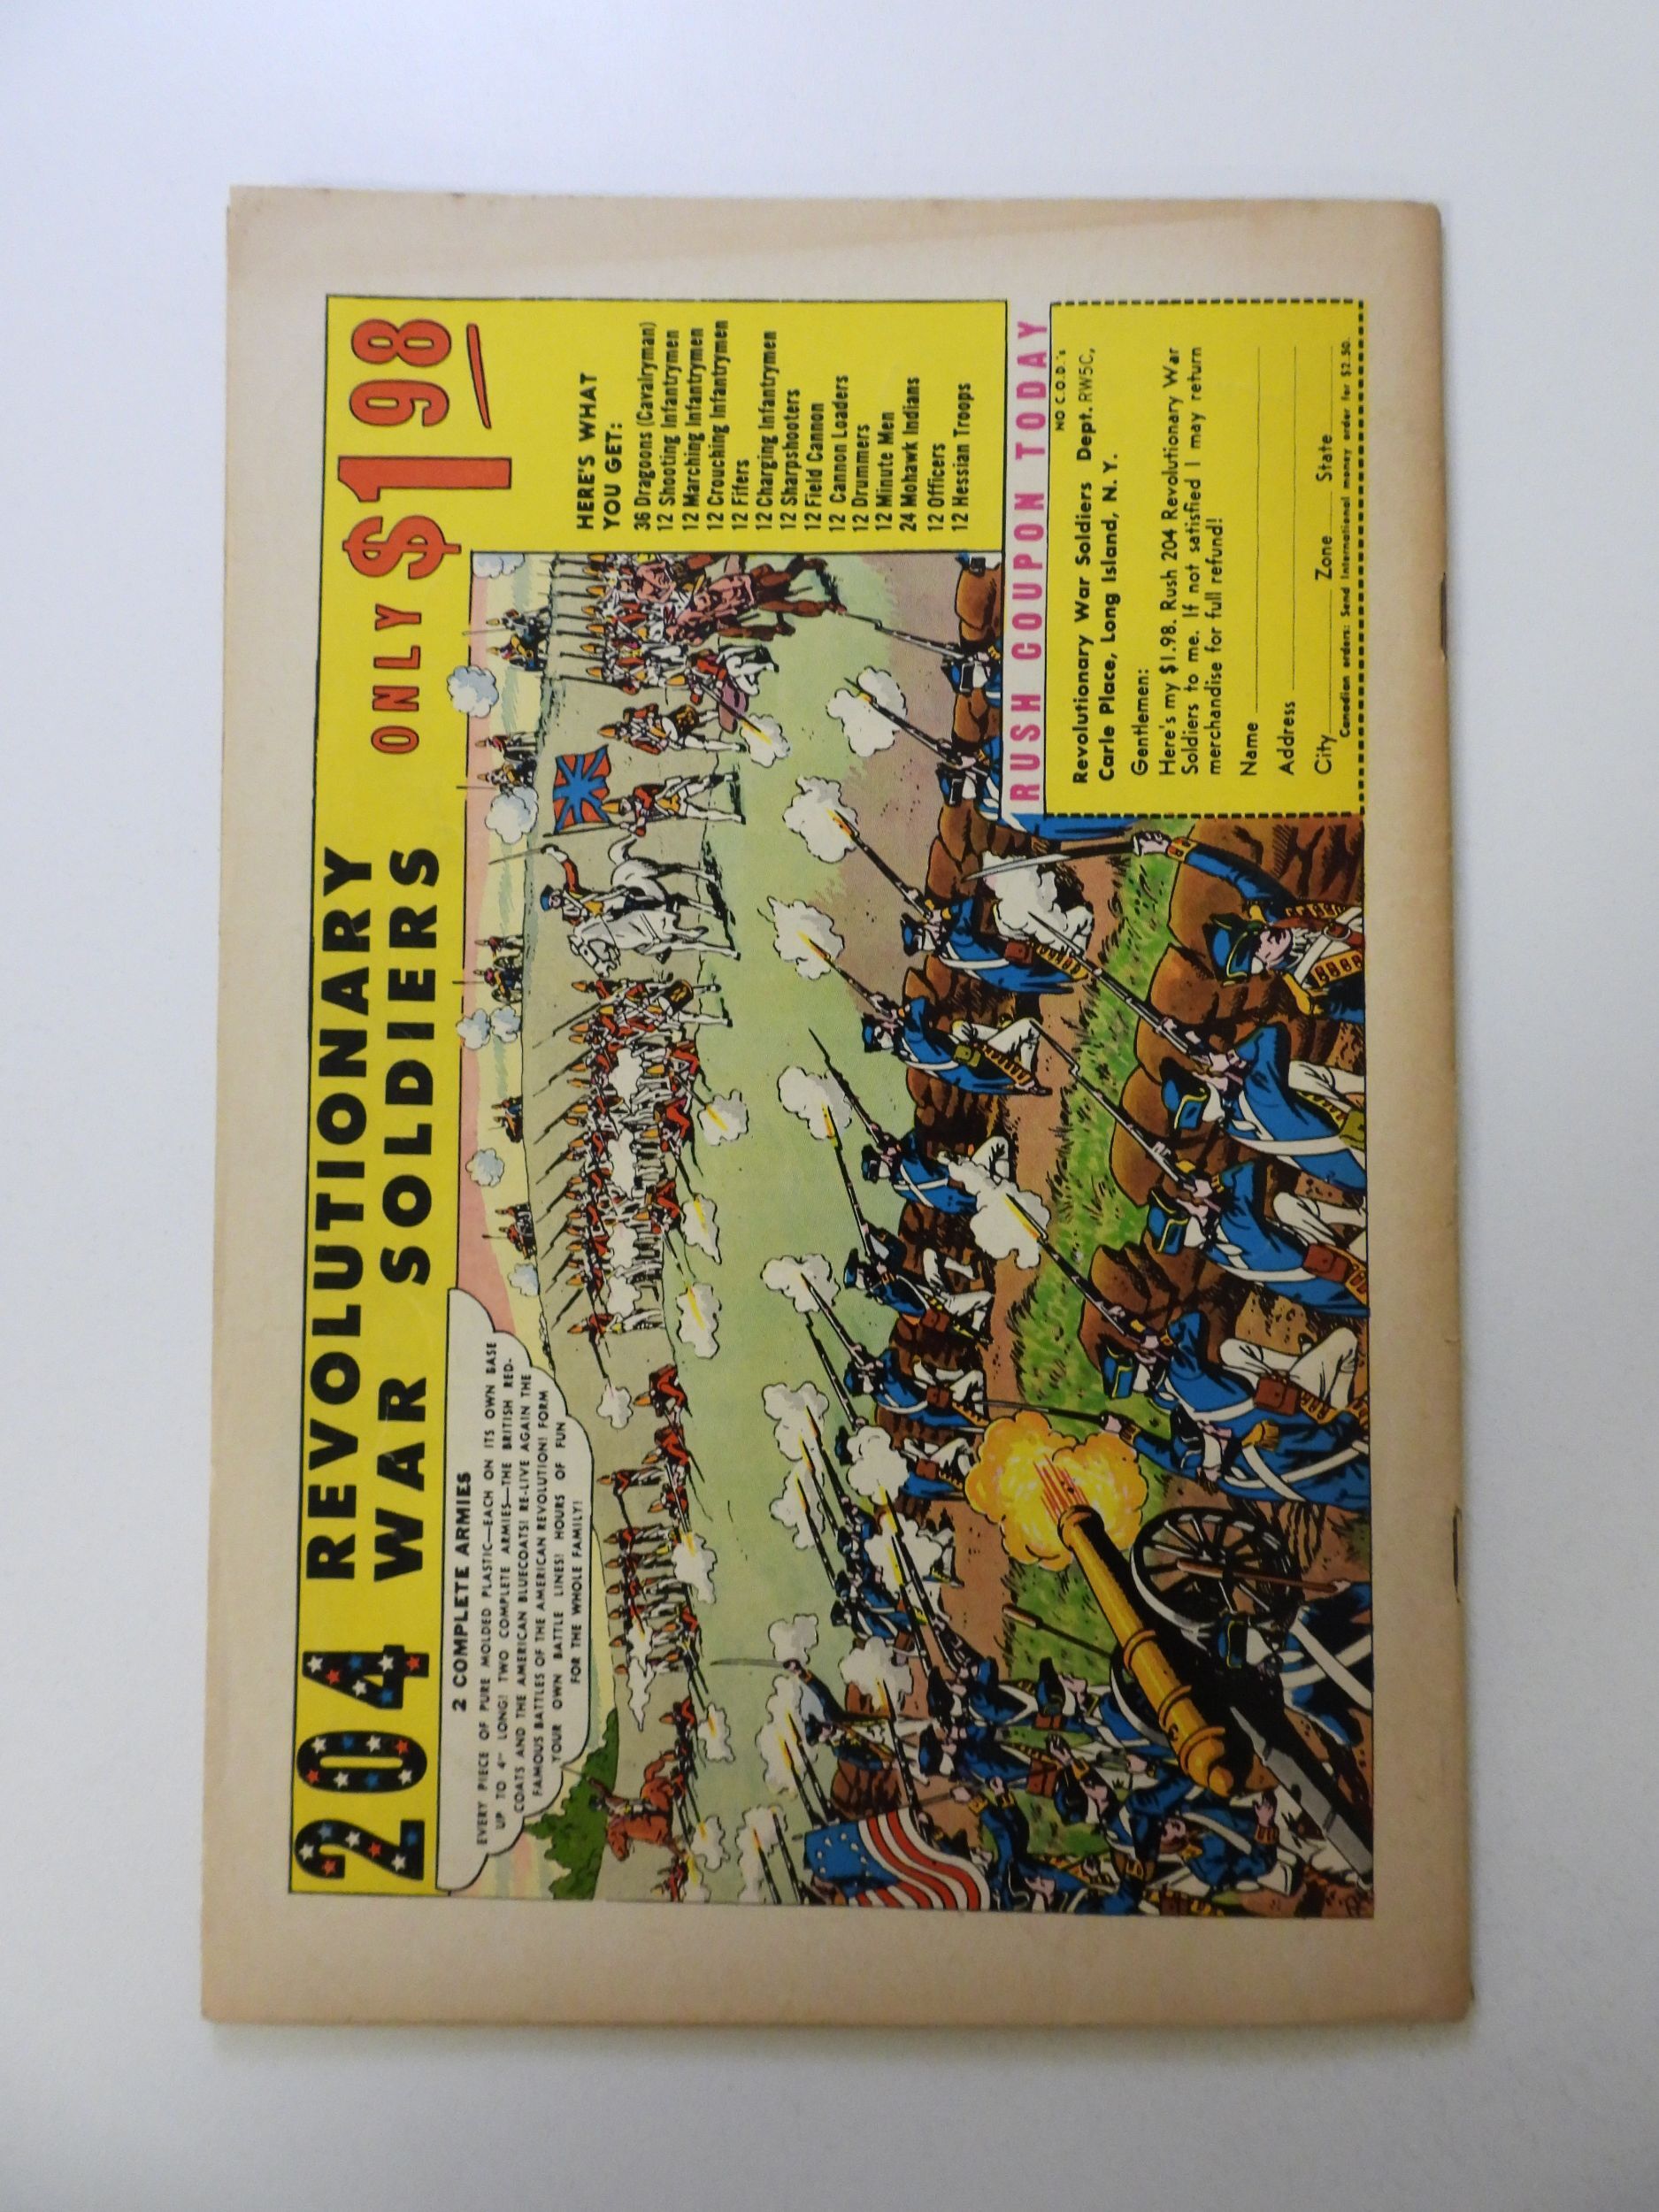 204 REVOLUTIONARY
WAR SOLDIERS
ONLY $1 98
2 COMPLETE ARMIES
EVERY PIECE OF PURE MOLDED PLASTIC—EACH ON ITS OWN BASE
UP TO 4" LONG! TWO COMPLETE ARMIES—THE BRITISH RED-
COATS AND THE AMERICAN BLUECOATS! RE-LIVE AGAIN THE
FAMOUS BATTLES OF THE AMERICAN REVOLUTION! FORM
YOUR OWN BATTLE LINES! HOURS OF FUN
FOR THE WHOLE FAMILY!
HERE'S WHAT
YOU GET:
36 Dragoons (Cavalryman)
12 Shooting Infantrymen
12 Marching Infantrymen
12 Crouching Infantrymen
12 Fifers
12 Charging Infantrymen
12 Sharpshooters
12 Field Cannon
12 Cannon Loaders
12 Drummers
12 Minute Men
24 Mohawk Indians
12 Officers
12 Hessian Troops
RUSH COUPON TODAY
NO C.O.D.'s
Revolutionary War Soldiers Dept. RW5C,
Carle Place, Long Island, N. Y.
Gentlemen:
Here's my $1.98. Rush 204 Revolutionary War
Soldiers to me. If not satisfied I may return
merchandise for full refund!
Name
Address
City Zone State
Canadian orders: Send International money order for $2.50.